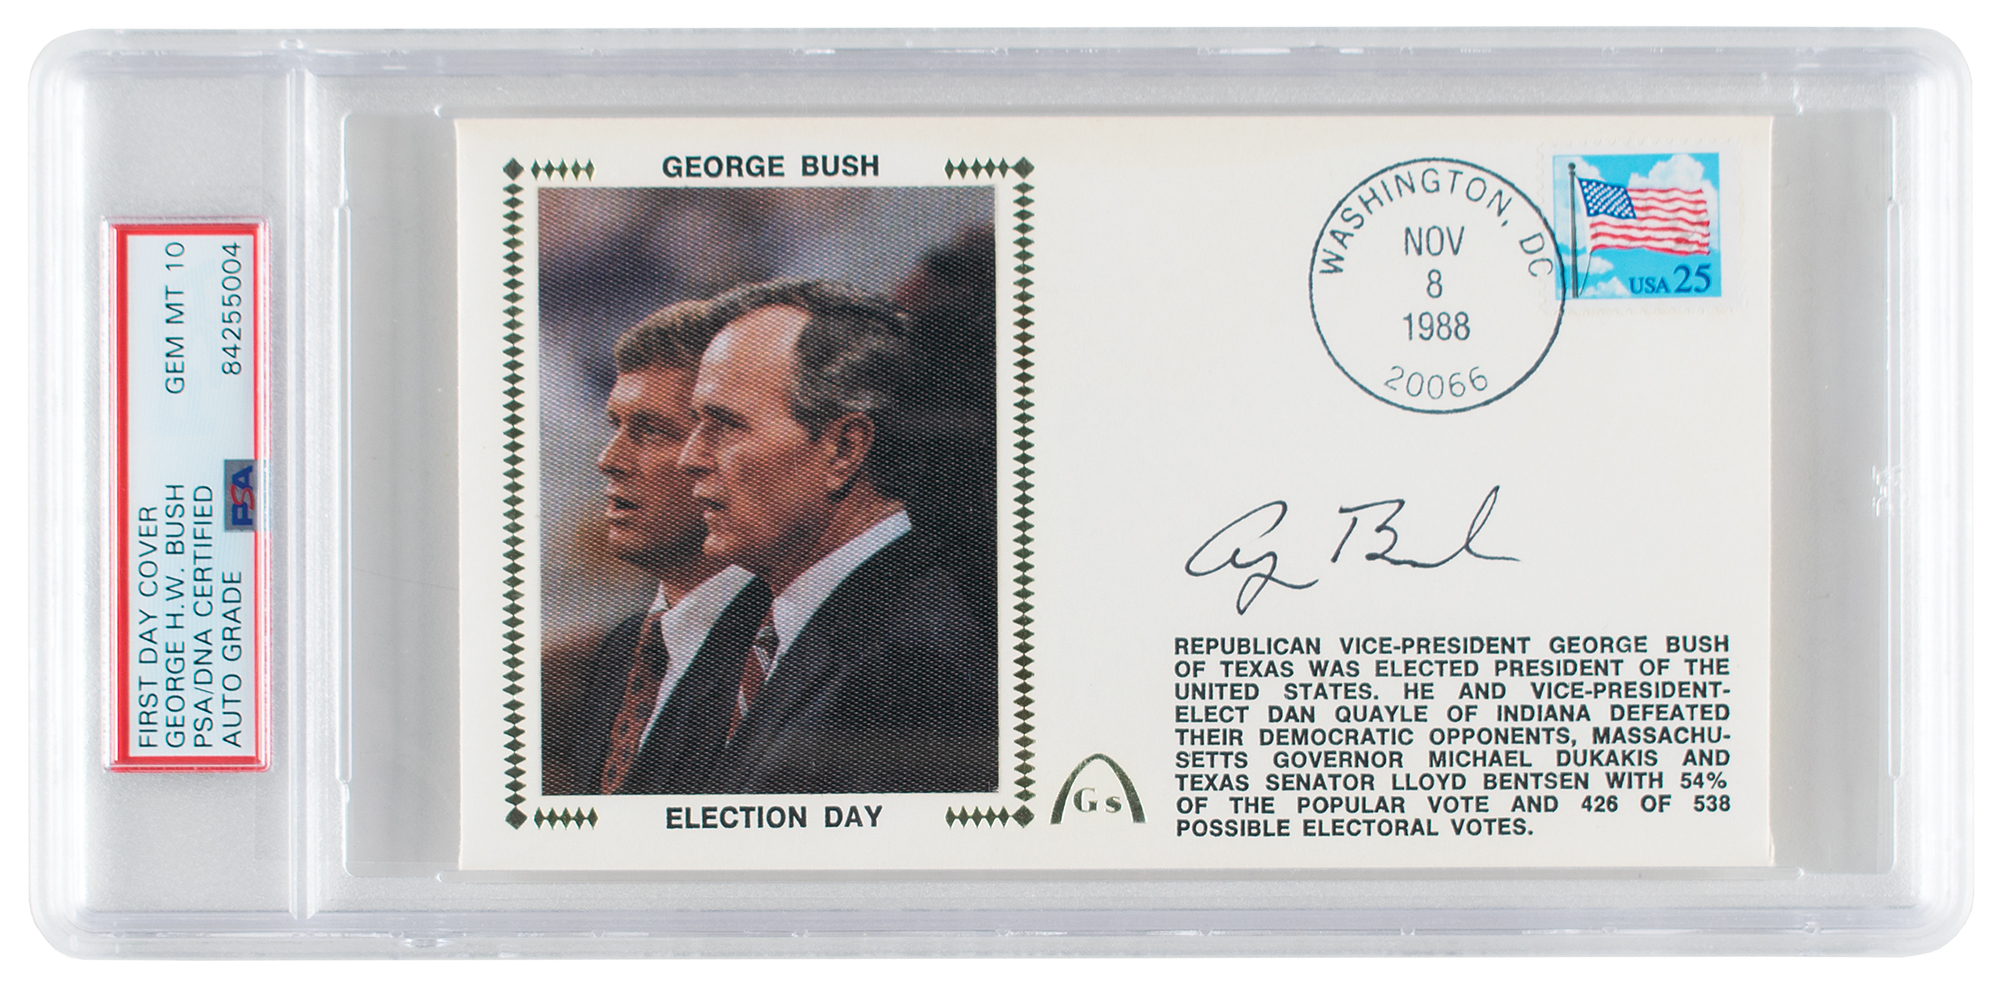 FIRST DAY COVER GEM MT 10
GEORGE H.W. BUSH
PSA/DNA CERTIFIED 84255004
AUTO GRADE
PSA
GEORGE BUSH
ELECTION DAY
WASHINGTON, DC
NOV
8
1988
20066
USA 25
G Bush
Gs
REPUBLICAN VICE-PRESIDENT GEORGE BUSH
OF TEXAS WAS ELECTED PRESIDENT OF THE
UNITED STATES. HE AND VICE-PRESIDENT-
ELECT DAN QUAYLE OF INDIANA DEFEATED
THEIR DEMOCRATIC OPPONENTS, MASSACHU-
SETTS GOVERNOR MICHAEL DUKAKIS AND
TEXAS SENATOR LLOYD BENTSEN WITH 54%
OF THE POPULAR VOTE AND 426 OF 538
POSSIBLE ELECTORAL VOTES.